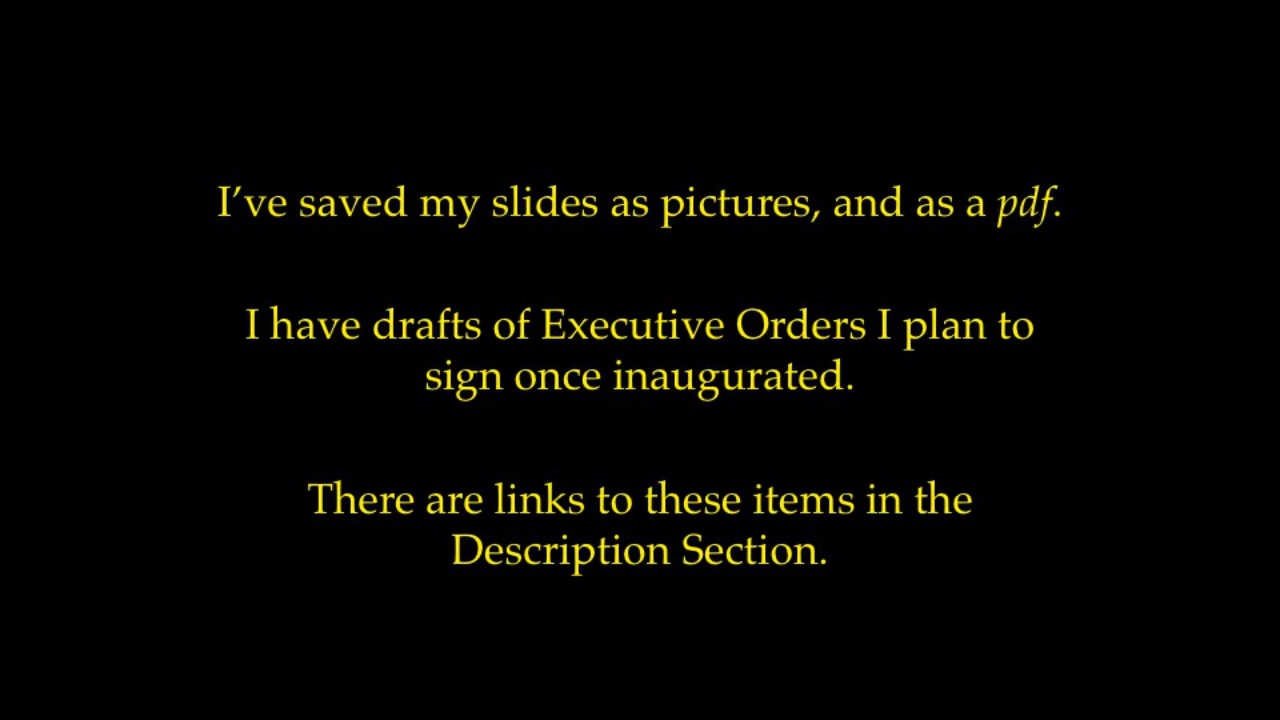 I’ve saved my slides as pictures, and as a pdf.
I have drafts of Executive Orders I plan to
sign once inaugurated.
There are links to these items in the
Description Section.